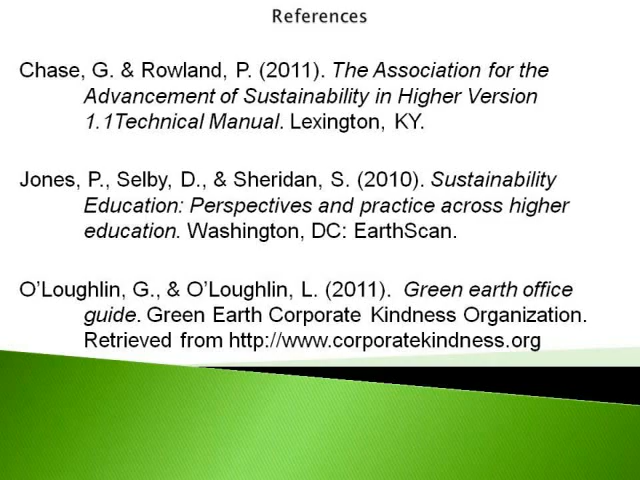 References
Chase, G. & Rowland, P. (2011). The Association for the
Advancement of Sustainability in Higher Version
1.1Technical Manual. Lexington, KY.
Jones, P., Selby, D., & Sheridan, S. (2010). Sustainability
Education: Perspectives and practice across higher
education. Washington, DC: EarthScan.
O’Loughlin, G., & O’Loughlin, L. (2011).  Green earth office
guide. Green Earth Corporate Kindness Organization.
Retrieved from http://www.corporatekindness.org